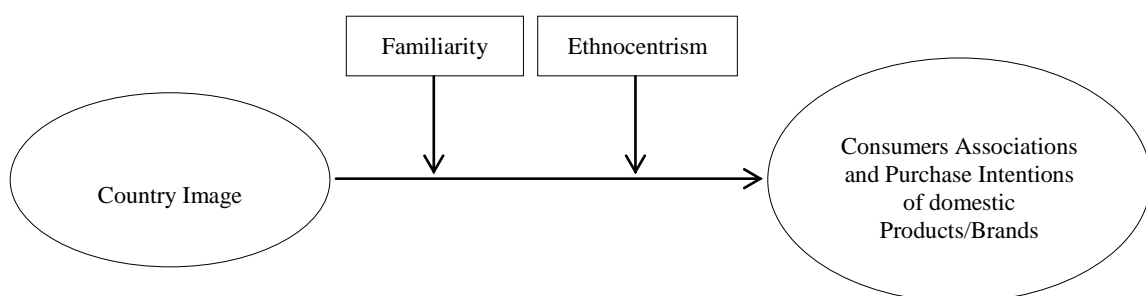 Familiarity
Ethnocentrism
Country Image
Consumers Associations
and Purchase Intentions
of domestic
Products/Brands